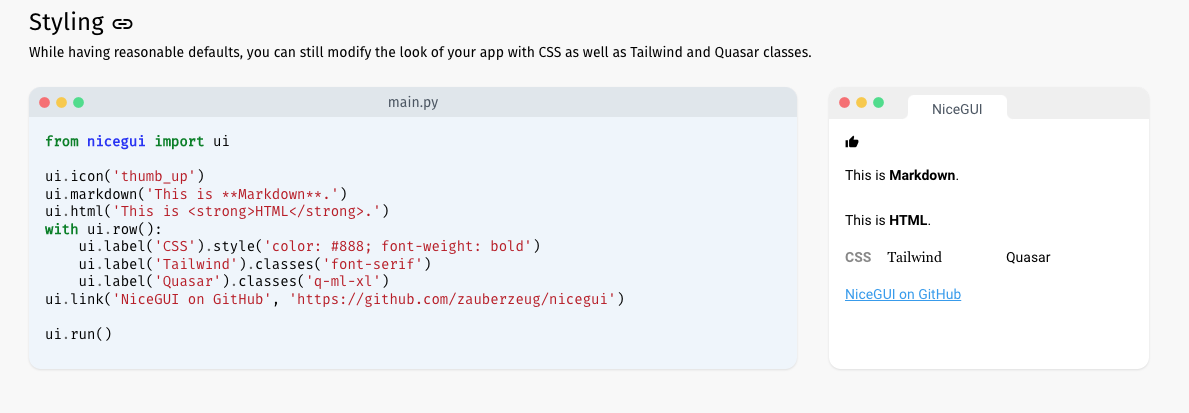 Styling
While having reasonable defaults, you can still modify the look of your app with CSS as well as Tailwind and Quasar classes.
main.py
from nicegui import ui
ui.icon('thumb_up')
ui.markdown('This is **Markdown**.')
ui.html('This is <strong>HTML</strong>.')
with ui.row():
    ui.label('CSS').style('color: #888; font-weight: bold')
    ui.label('Tailwind').classes('font-serif')
    ui.label('Quasar').classes('q-ml-xl')
ui.link('NiceGUI on GitHub', 'https://github.com/zauberzeug/nicegui')
ui.run()
NiceGUI
This is Markdown.
This is HTML.
CSS Tailwind Quasar
NiceGUI on GitHub